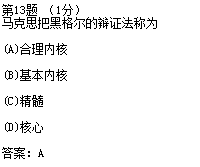 第13题 (1分)
马克思把黑格尔的辩证法称为
(A)合理内核
(B)基本内核
(C)精髓
(D)核心
答案: A